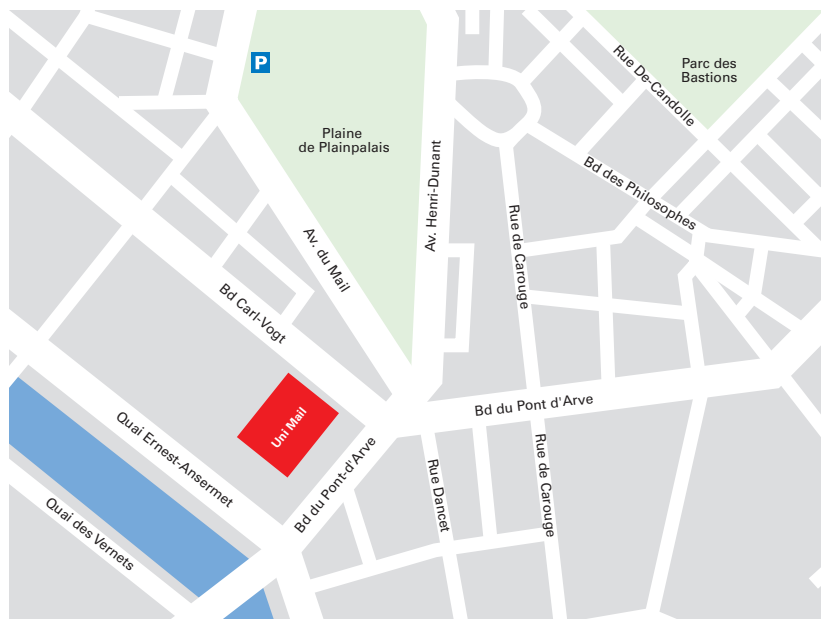 P
Plaine
de Plainpalais
Parc des
Bastions
Rue De-Candolle
Av. Henri-Dunant
Bd des Philosophes
Rue de Carouge
Av. du Mail
Bd Carl-Vogt
Uni Mail
Bd du Pont d'Arve
Quai Ernest-Ansermet
Bd du Pont-d'Arve
Rue Dancet
Rue de Carouge
Quai des Vernets